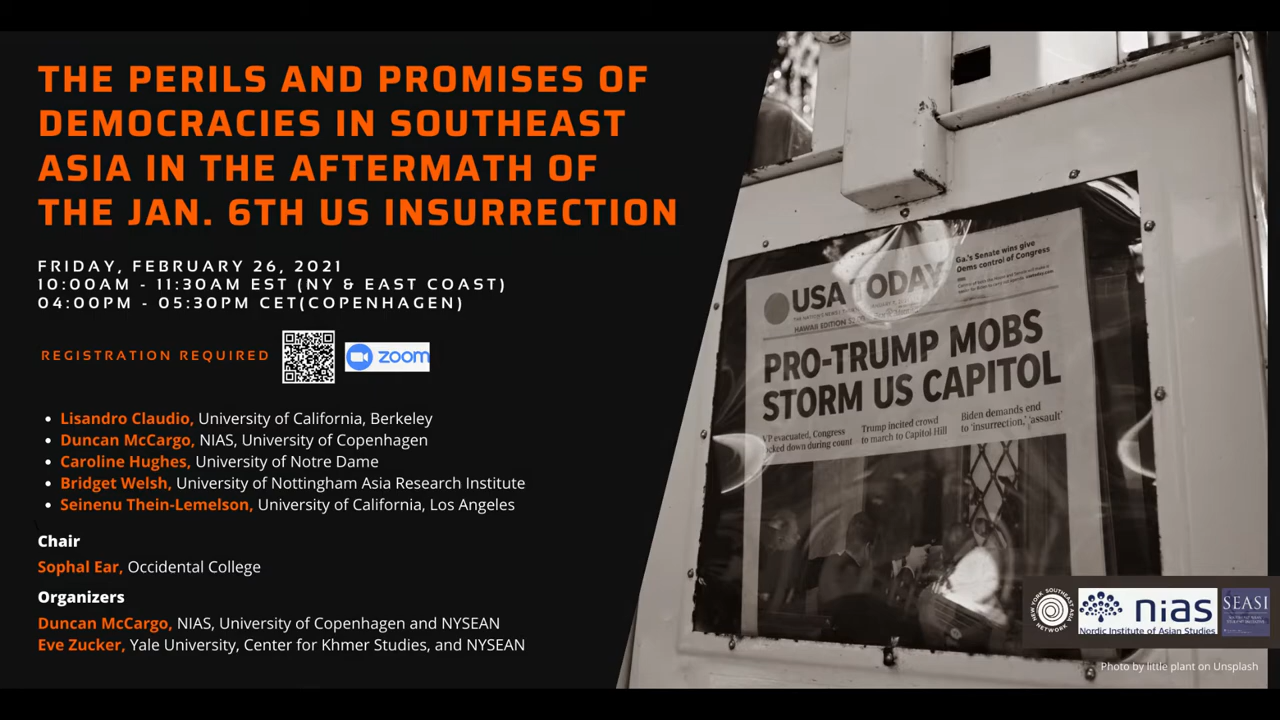 THE PERILS AND PROMISES OF
DEMOCRACIES IN SOUTHEAST
ASIA IN THE AFTERMATH OF
THE JAN. 6TH US INSURRECTION
FRIDAY, FEBRUARY 26, 2021
10:00AM - 11:30AM EST (NY & EAST COAST)
04:00PM - 05:30PM CET(COPENHAGEN)
REGISTRATION REQUIRED
zoom
Lisandro Claudio, University of California, Berkeley
Duncan McCargo, NIAS, University of Copenhagen
Caroline Hughes, University of Notre Dame
Bridget Welsh, University of Nottingham Asia Research Institute
Seinenu Thein-Lemelson, University of California, Los Angeles
Chair
Sophal Ear, Occidental College
Organizers
Duncan McCargo, NIAS, University of Copenhagen and NYSEAN
Eve Zucker, Yale University, Center for Khmer Studies, and NYSEAN
Ga.'s Senate wins give
Dems control of Congress
USA TODAY
HAWAII EDITION
PRO-TRUMP MOBS
STORM US CAPITOL
VP evacuated, Congress
locked down during count
Trump incited crowd
to march to Capitol Hill
Biden demands end
to 'insurrection,' 'assault'
NEW YORK SOUTHEAST ASIA NETWORK
nias
Nordic Institute of Asian Studies
SEASI
Photo by little plant on Unsplash